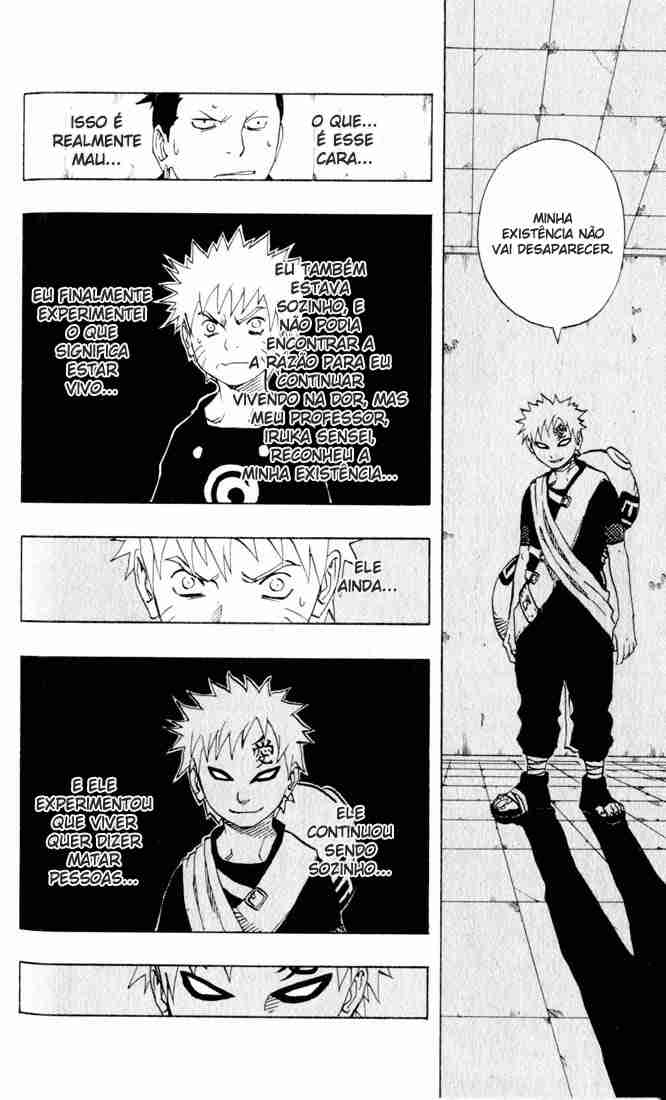 MINHA
EXISTÊNCIA NÃO
VAI DESAPARECER.
O QUE...
É ESSE
CARA...
ISSO É
REALMENTE
MAU...
EU TAMBÉM
ESTAVA
SOZINHO, E
NÃO PODIA
ENCONTRAR A
A RAZÃO PARA EU
CONTINUAR
VIVENDO NA DOR, MAS
MEU PROFESSOR,
IRUKA SENSEI,
RECONHEU A
MINHA EXISTÊNCIA...
EU FINALMENTE
EXPERIMENTEI
O QUE
SIGNIFICA
ESTAR
VIVO...
ELE
AINDA...
愛
ELE
CONTINUOU
SENDO
SOZINHO...
E ELE
EXPERIMENTOU
QUE VIVER
QUER DIZER
MATAR
PESSOAS...